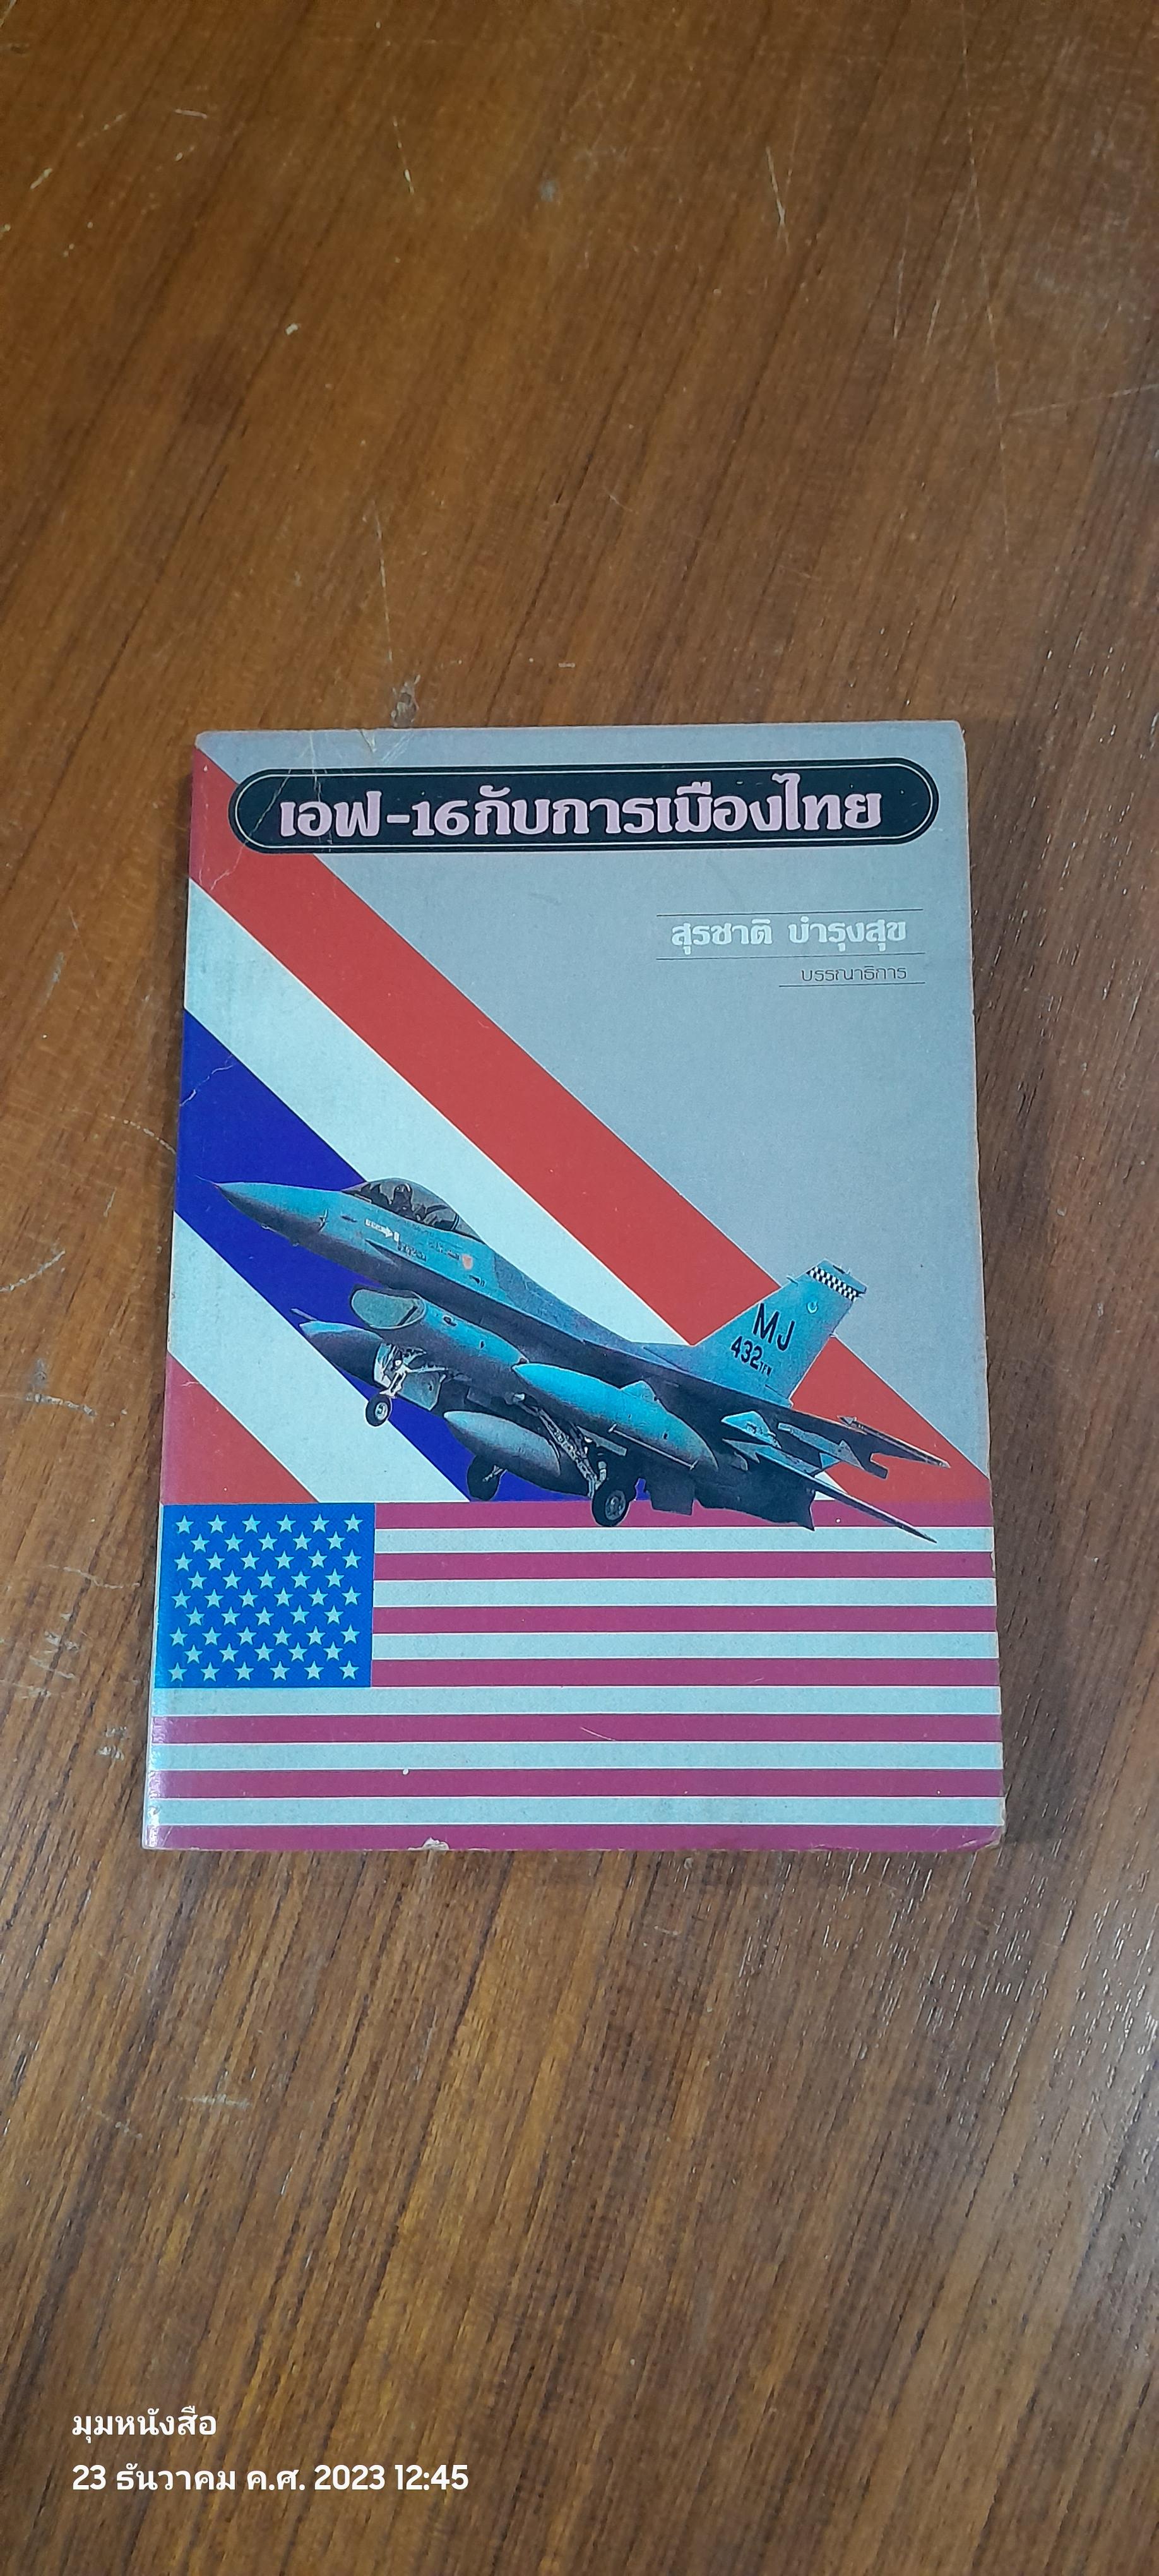 เอฟ-16กับการเมืองไทย
สุรชาติ บำรุงสุข
บรรณาธิการ
MJ
432TFW
มุมหนังสือ
23 ธันวาคม ค.ศ. 2023 12:45